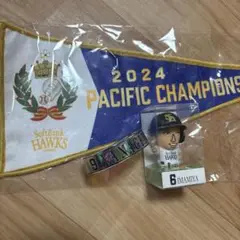 2024
PACIFIC CHAMPIONS
SoftBank
HAWKS
6 IMAMIYA